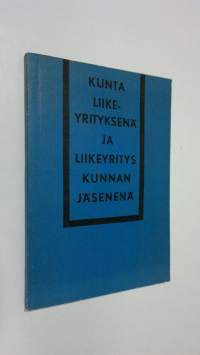 KUNTA
LIIKE-
YRITYKSENÄ
JA
LIIKEYRITYS
KUNNAN
JÄSENENÄ